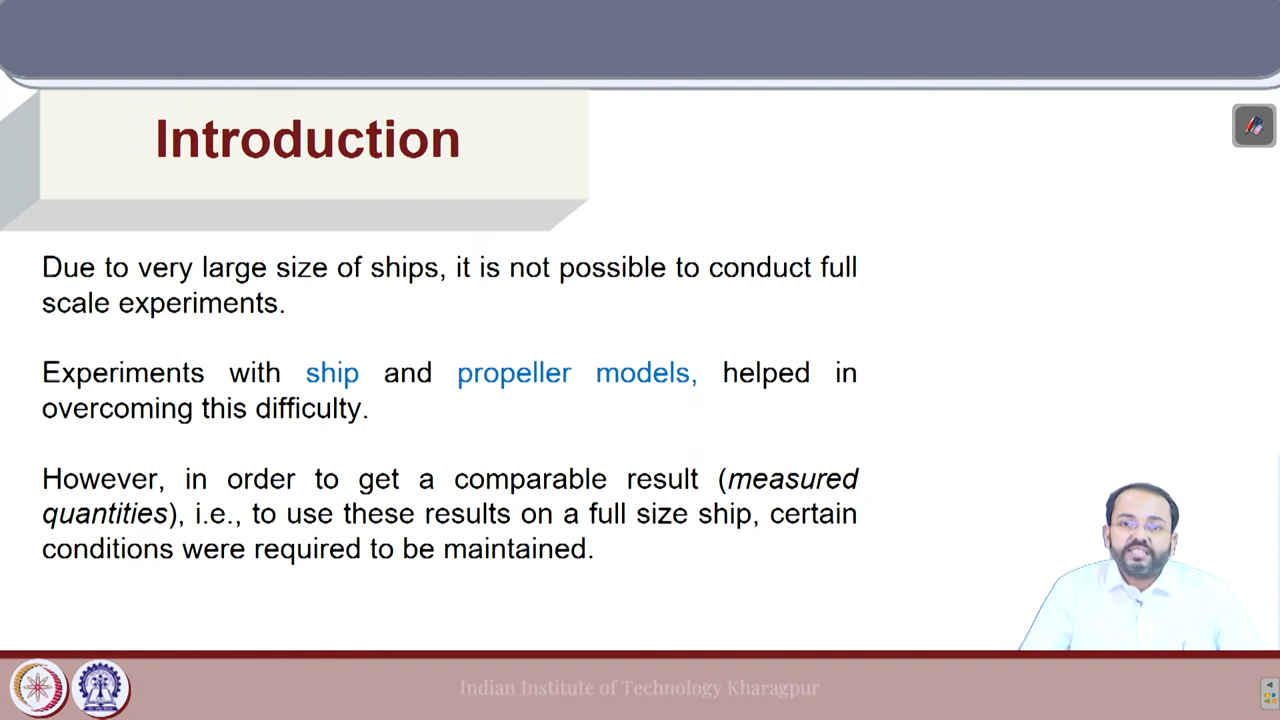 Introduction
Due to very large size of ships, it is not possible to conduct full
scale experiments.
Experiments with ship and propeller models, helped in
overcoming this difficulty.
However, in order to get a comparable result (measured
quantities), i.e., to use these results on a full size ship, certain
conditions were required to be maintained.
Indian Institute of Technology Kharagpur